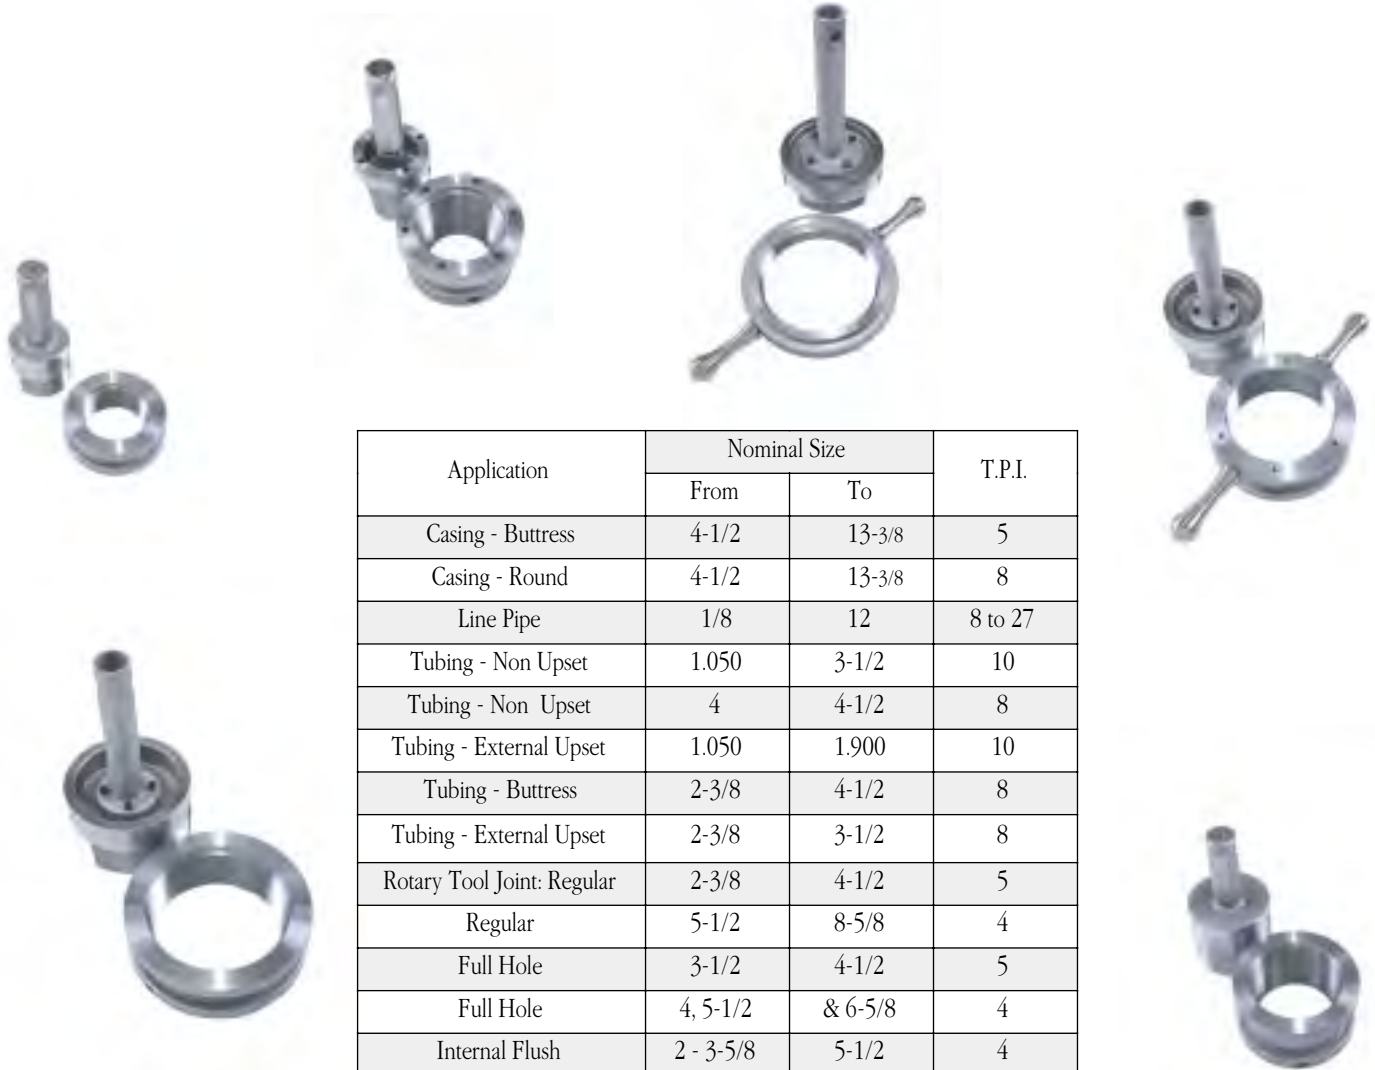 Application Nominal Size T.P.I.
From To
Casing - Buttress 4-1/2 13-3/8 5
Casing - Round 4-1/2 13-3/8 8
Line Pipe 1/8 12 8 to 27
Tubing - Non Upset 1.050 3-1/2 10
Tubing - Non Upset 4 4-1/2 8
Tubing - External Upset 1.050 1.900 10
Tubing - Buttress 2-3/8 4-1/2 8
Tubing - External Upset 2-3/8 3-1/2 8
Rotary Tool Joint: Regular 2-3/8 4-1/2 5
Regular 5-1/2 8-5/8 4
Full Hole 3-1/2 4-1/2 5
Full Hole 4, 5-1/2 & 6-5/8 4
Internal Flush 2 - 3-5/8 5-1/2 4